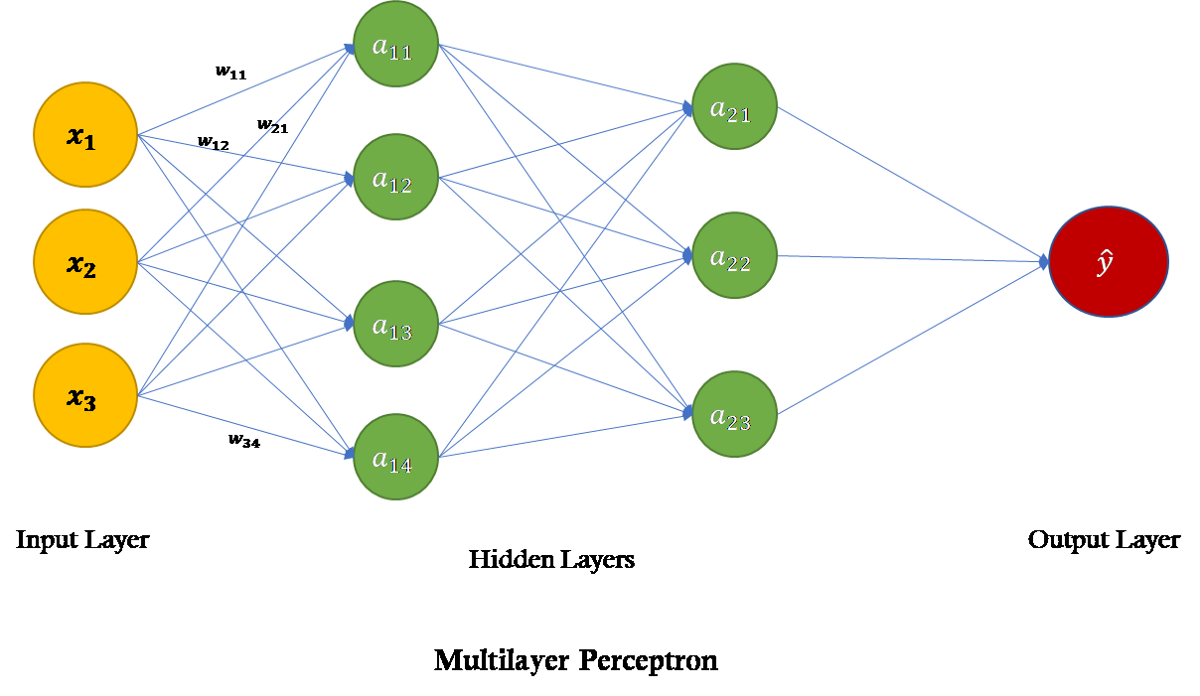 x₁
x₂
x₃
w₁₁
w₂₁
w₁₂
w₃₄
a₁₁
a₁₂
a₁₃
a₁₄
a₂₁
a₂₂
a₂₃
ŷ
Input Layer
Hidden Layers
Output Layer
Multilayer Perceptron